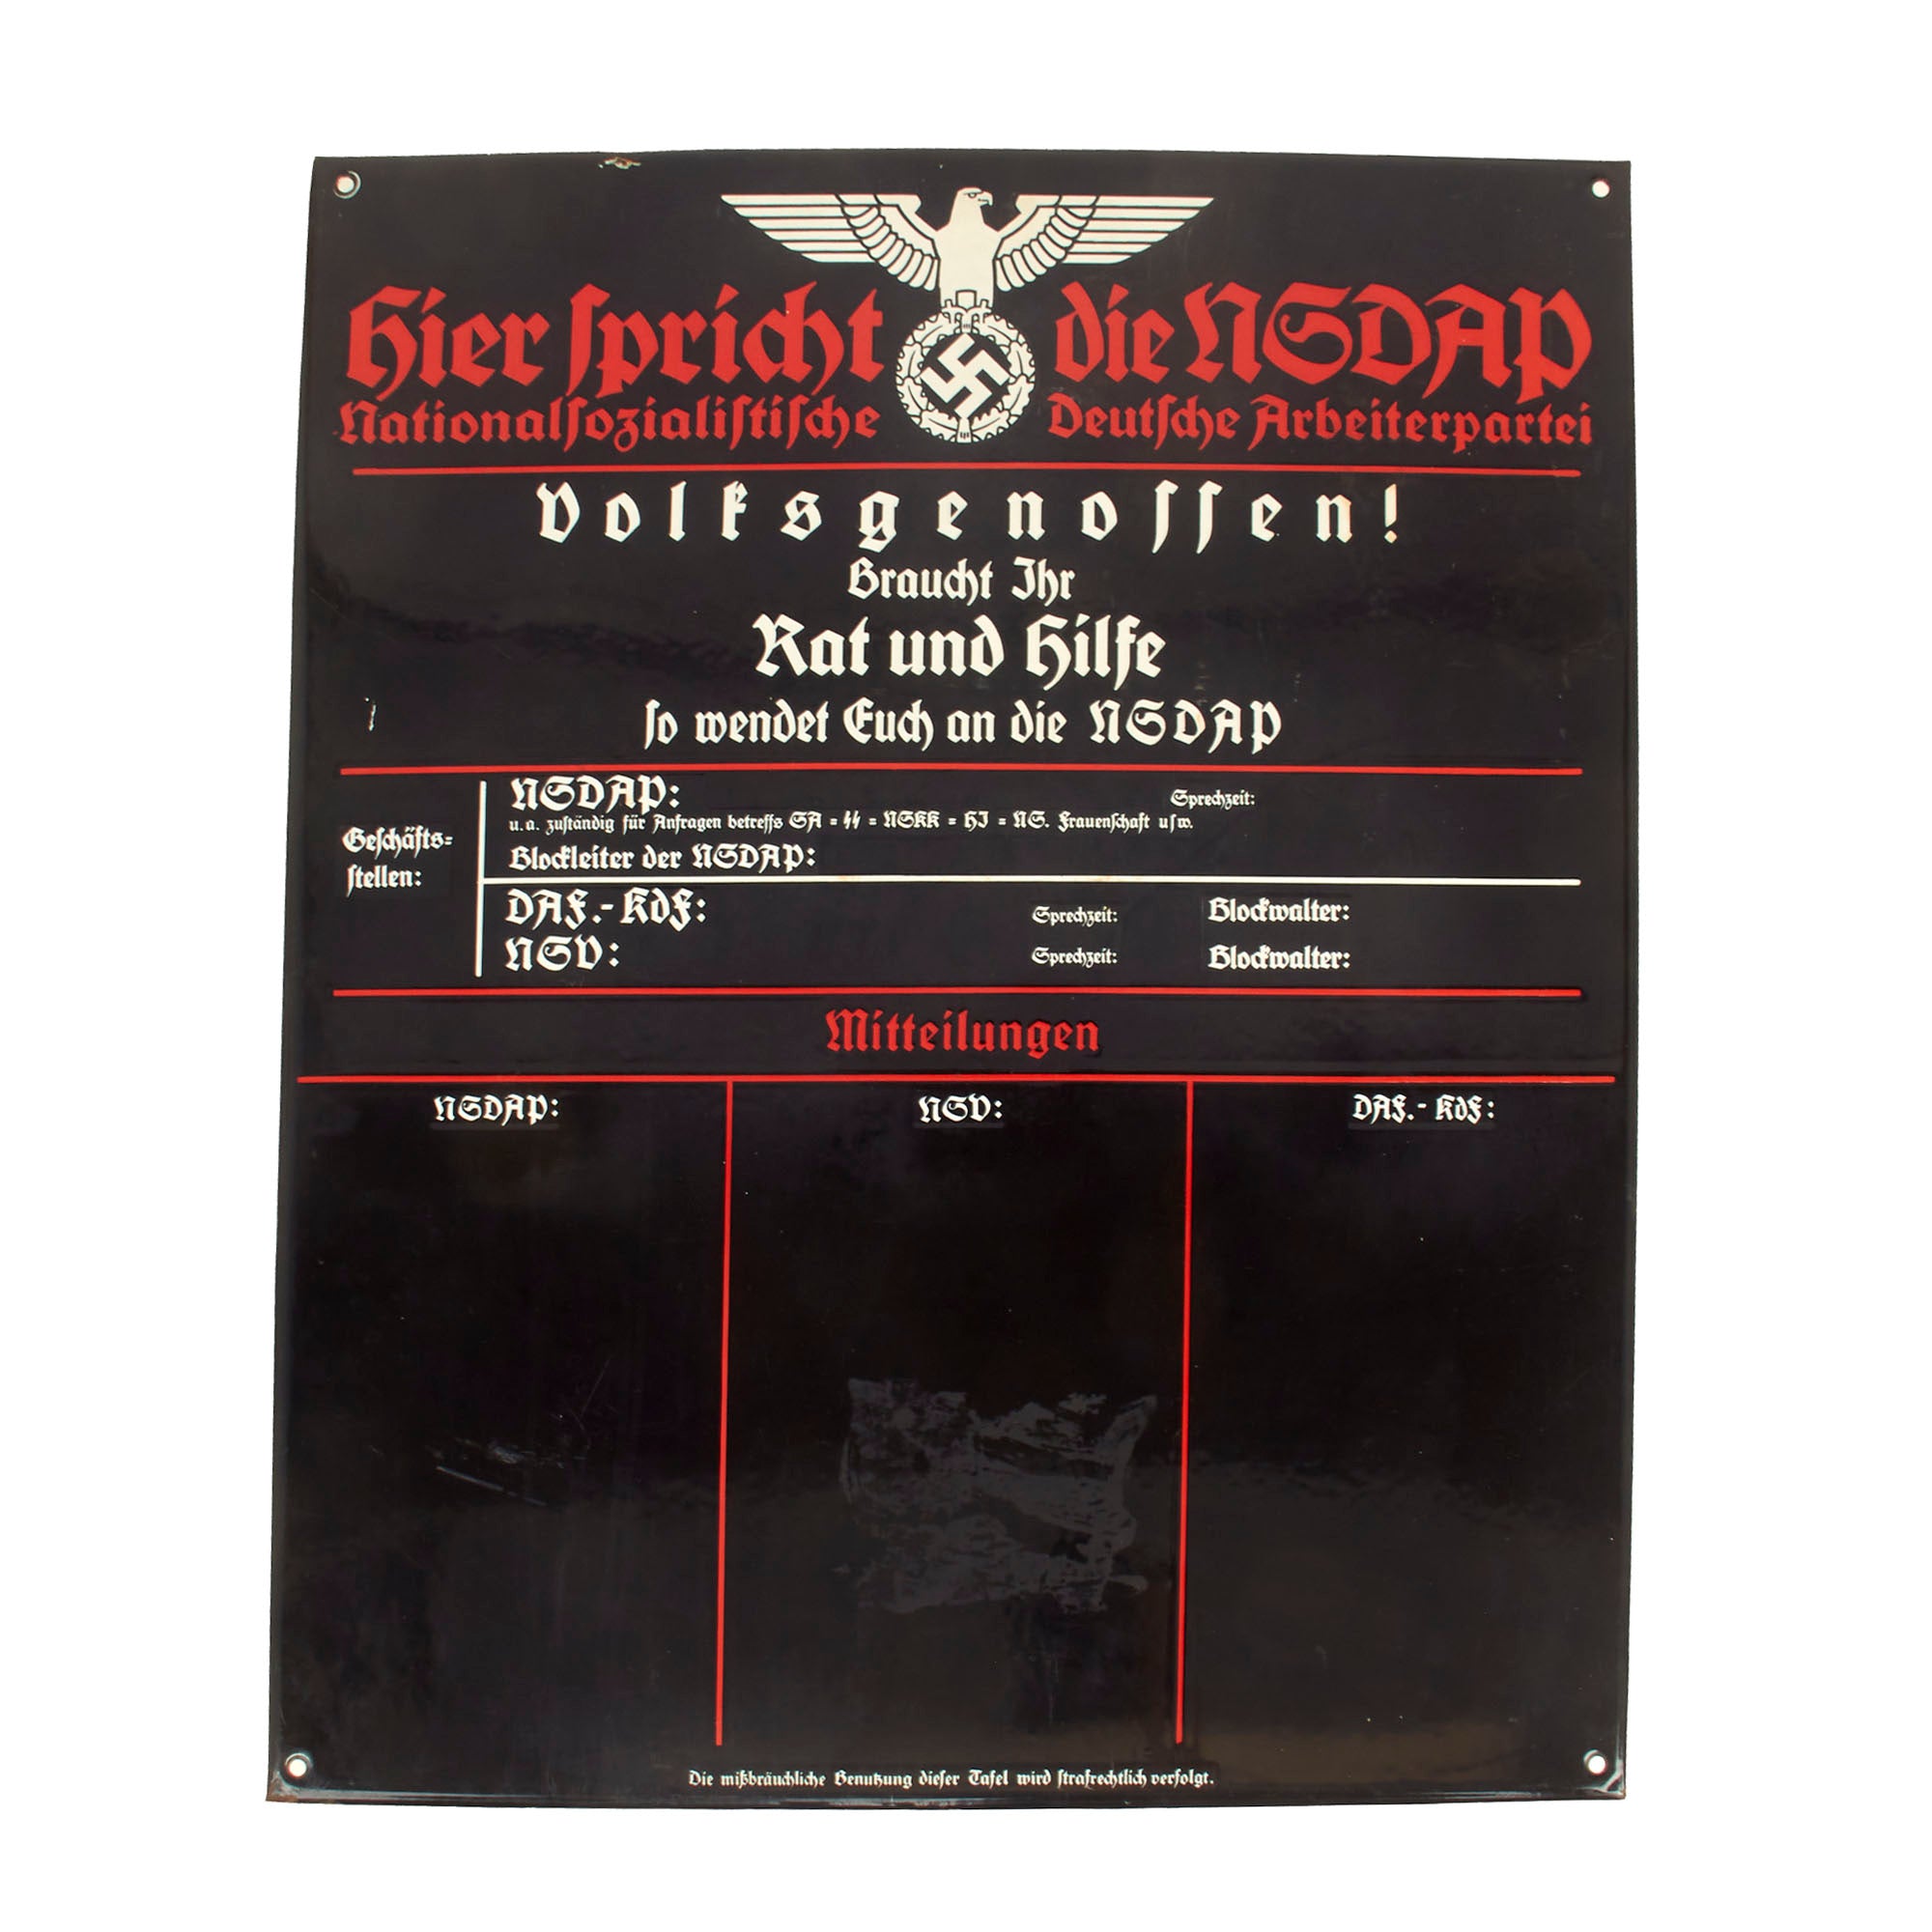 Hier spricht die NSDAP
Nationalsozialistische Deutsche Arbeiterpartei
Volksgenossen!
Braucht Ihr
Rat und Hilfe
so wendet Euch an die NSDAP
Geschäfts-
stellen:
NSDAP: Sprechzeit:
u.a. zuständig für Anfragen betreffs SA = SS = NSKK = HJ = NS. Frauenschaft usw.
Blockleiter der NSDAP:
DAF.-KdF: Sprechzeit: Blockwalter:
NSV: Sprechzeit: Blockwalter:
Mitteilungen
NSDAP: NSV: DAF.-KdF:
Die mißbräuchliche Benutzung dieser Tafel wird strafrechtlich verfolgt.